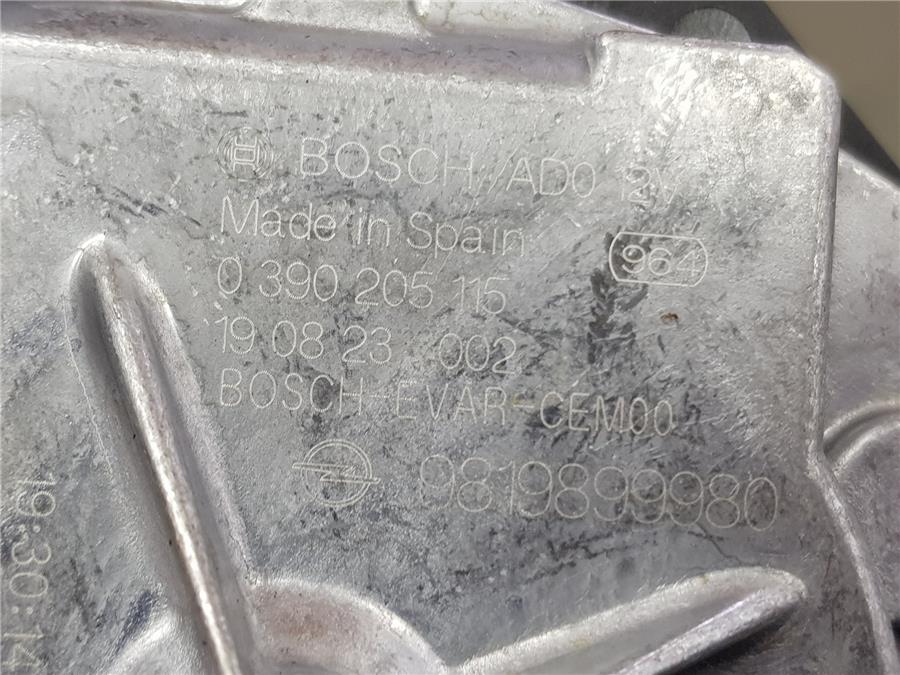 BOSCH /AD0 12V
Made in Spain
964
0 390 205 115
19 08 23 002
BOSCH-EVAR-CEM00
9819899980
19:30:14